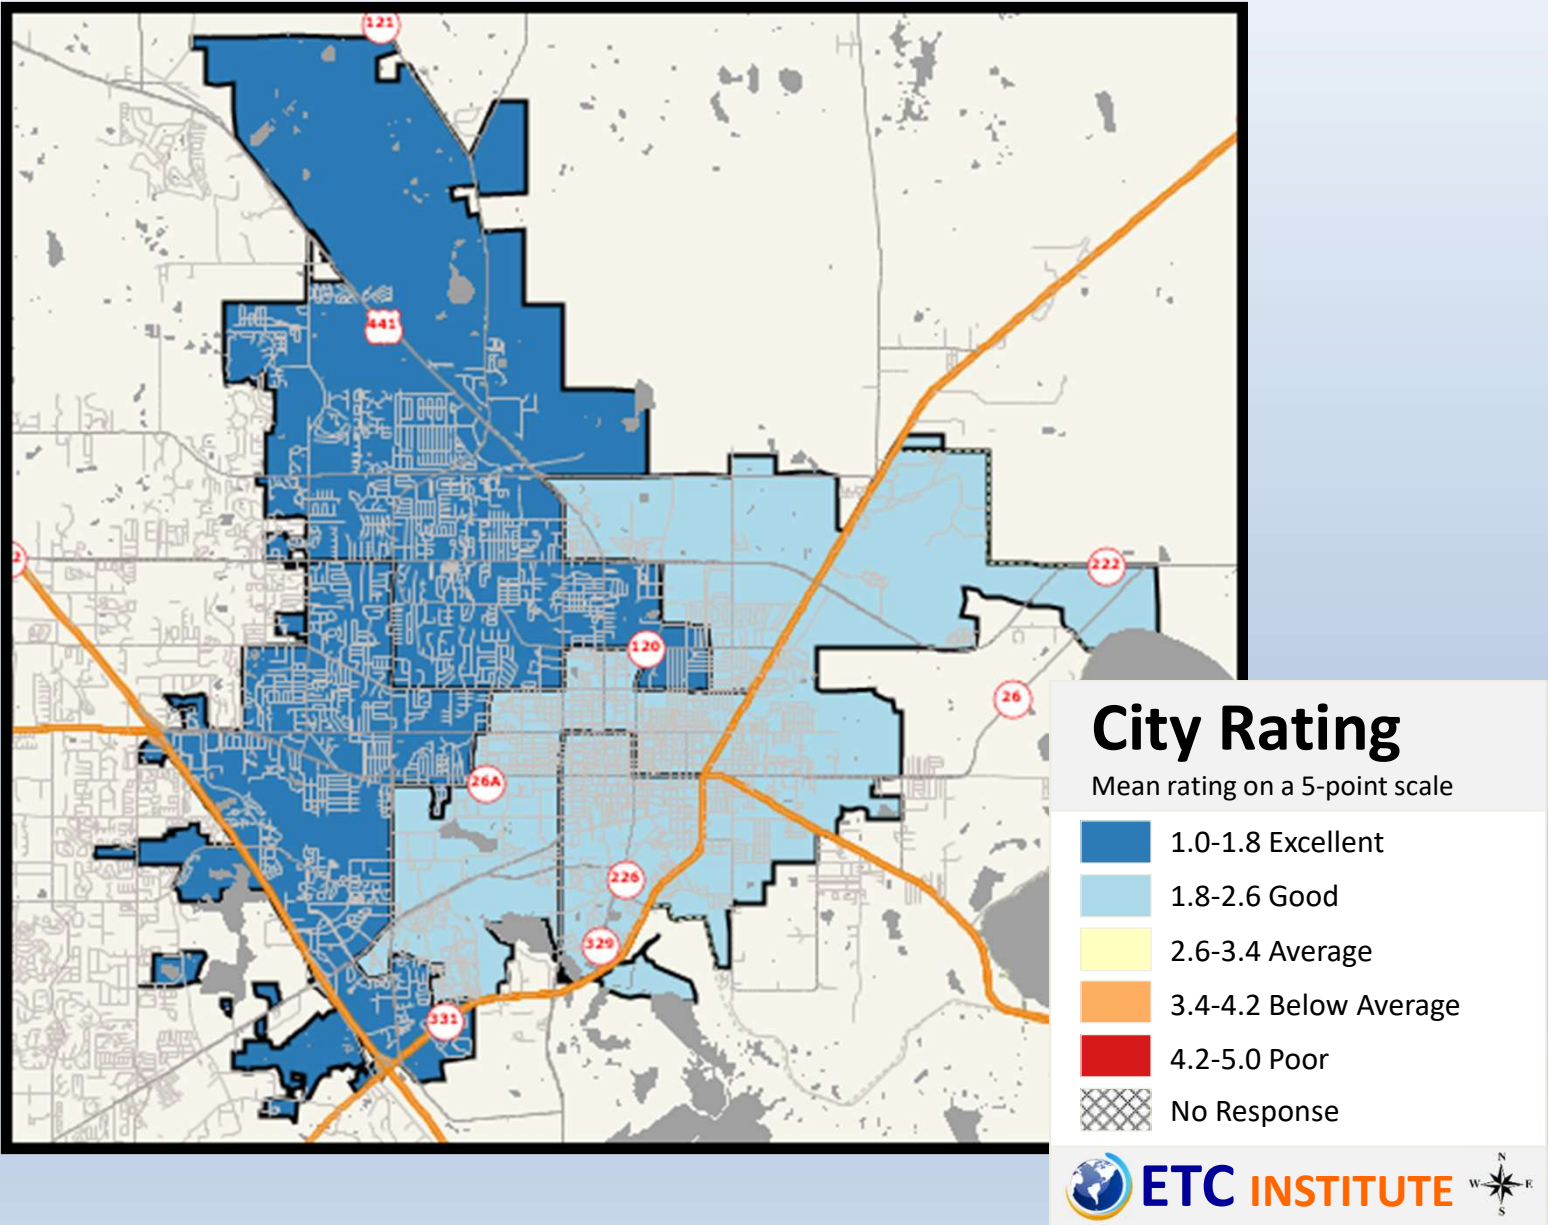 121
441
2
222
120
26
26A
226
329
331
City Rating
Mean rating on a 5-point scale
1.0-1.8 Excellent
1.8-2.6 Good
2.6-3.4 Average
3.4-4.2 Below Average
4.2-5.0 Poor
No Response
ETC INSTITUTE
N
W E
S